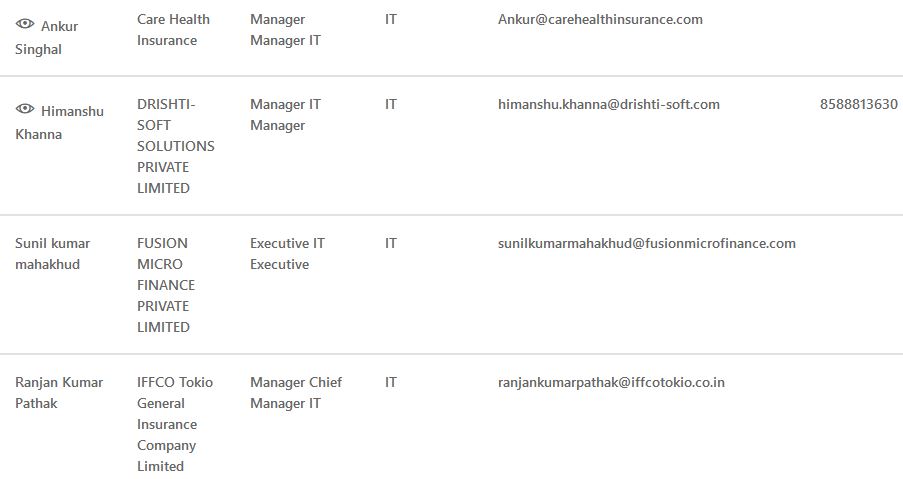 Ankur Singhal
Care Health Insurance
Manager
Manager IT
IT
Ankur@carehealthinsurance.com
Himanshu Khanna
DRISHTI-SOFT SOLUTIONS PRIVATE LIMITED
Manager IT
Manager
IT
himanshu.khanna@drishti-soft.com
8588813630
Sunil kumar mahakhud
FUSION MICRO FINANCE PRIVATE LIMITED
Executive IT
Executive
IT
sunilkumarmahakhud@fusionmicrofinance.com
Ranjan Kumar Pathak
IFFCO Tokio General Insurance Company Limited
Manager Chief
Manager IT
IT
ranjankumarpathak@iffcotokio.co.in